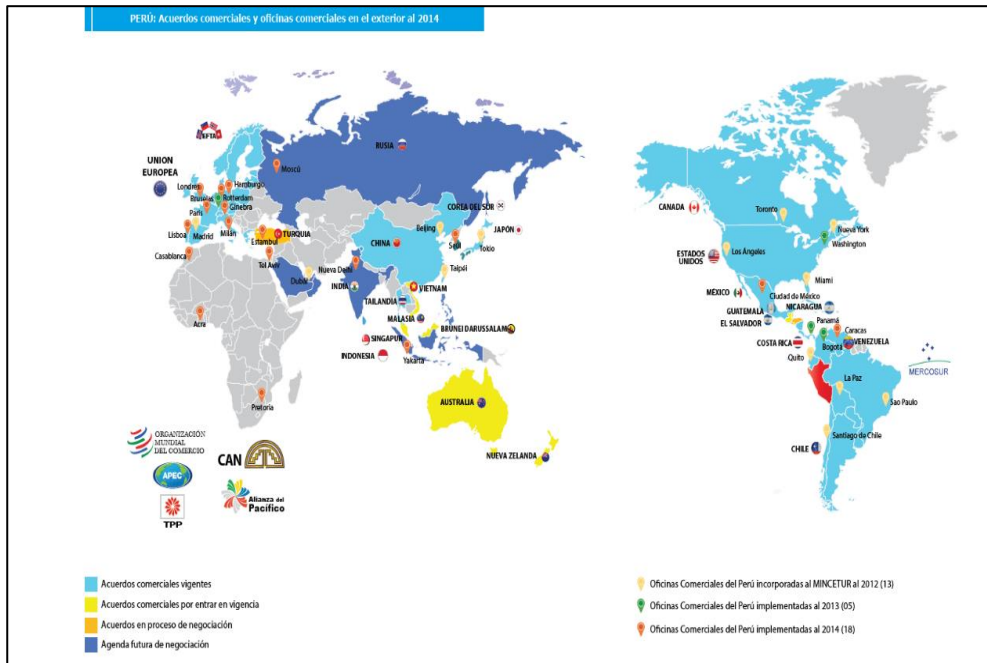 PERÚ: Acuerdos comerciales y oficinas comerciales en el exterior al 2014
EFTA
UNION
EUROPEA
RUSIA
Moscú
Londres
Hamburgo
Bruselas
Rotterdam
Ginebra
París
Lisboa
Madrid
Milán
Estambul
TURQUIA
Casablanca
Tel Aviv
Dubái
Nueva Delhi
INDIA
CHINA
Beijing
COREA DEL SOR
Seúl
JAPÓN
Tokio
Taipéi
VIETNAM
TAILANDIA
MALASIA
BRUNEI DARUSSALAM
SINGAPUR
INDONESIA
Yakarta
Acra
Pretoria
AUSTRALIA
NUEVA ZELANDA
CANADA
Toronto
Nueva York
Washington
ESTADOS
UNIDOS
Los Ángeles
Miami
MÉXICO
Ciudad de México
GUATEMALA
NICARAGUA
EL SALVADOR
Panamá
Caracas
COSTA RICA
Bogotá
VENEZUELA
Quito
MERCOSUR
La Paz
Sao Paulo
Santiago de Chile
CHILE
ORGANIZACIÓN
MUNDIAL
DEL COMERCIO
CAN
APEC
Alianza del
Pacífico
TPP
Acuerdos comerciales vigentes
Acuerdos comerciales por entrar en vigencia
Acuerdos en proceso de negociación
Agenda futura de negociación
Oficinas Comerciales del Perú incorporadas al MINCETUR al 2012 (13)
Oficinas Comerciales del Perú implementadas al 2013 (05)
Oficinas Comerciales del Perú implementadas al 2014 (18)